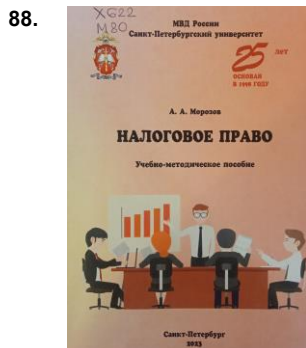 88.
Х622
М80
МВД России
Санкт-Петербургский университет
25 лет
ОСНОВАН
В 1998 ГОДУ
А. А. Морозов
НАЛОГОВОЕ ПРАВО
Учебно-методическое пособие
Санкт-Петербург
2023